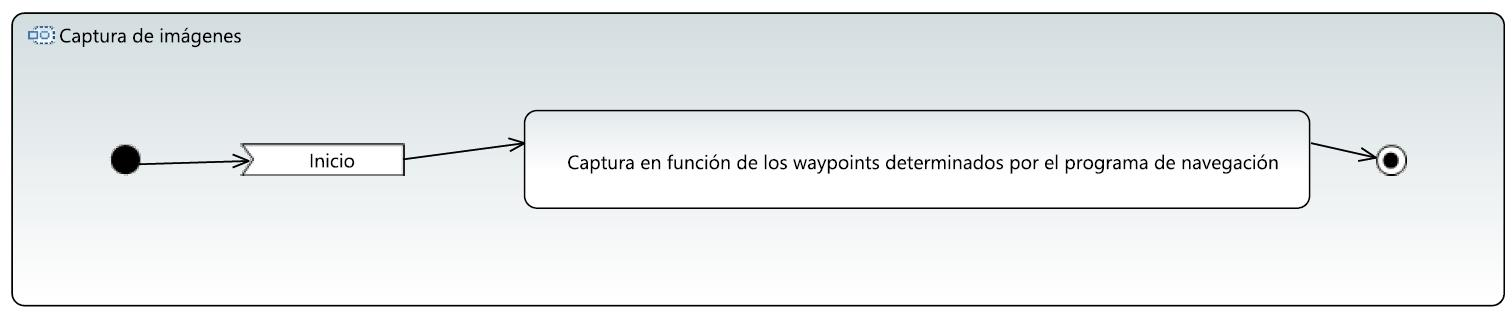 Captura de imágenes
Inicio
Captura en función de los waypoints determinados por el programa de navegación